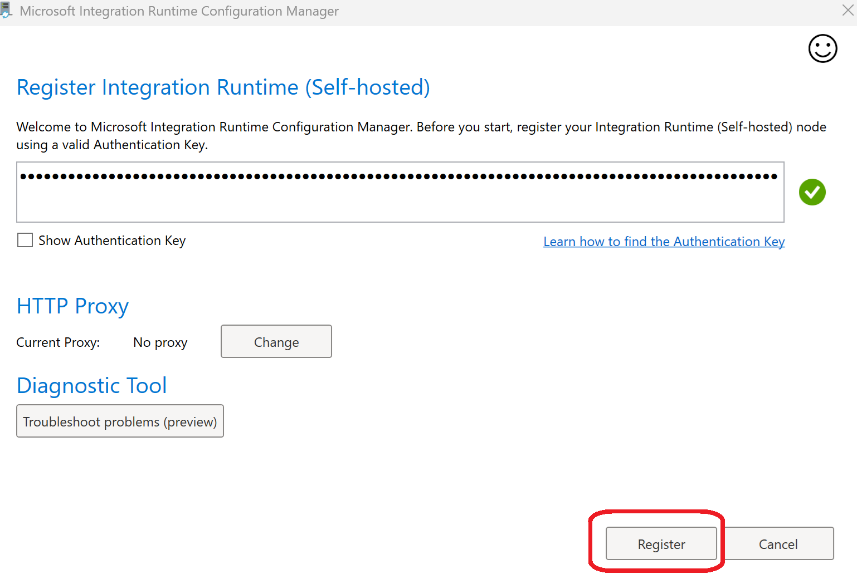 Microsoft Integration Runtime Configuration Manager
Register Integration Runtime (Self-hosted)
Welcome to Microsoft Integration Runtime Configuration Manager. Before you start, register your Integration Runtime (Self-hosted) node
using a valid Authentication Key.
●●●●●●●●●●●●●●●●●●●●●●●●●●●●●●●●●●●●●●●●●●●●●●●●●●●●●●●●●●●●●●●●●●●●●●●●●●●●●●●●●●●●●●●●●●●●●●●
Show Authentication Key
Learn how to find the Authentication Key
HTTP Proxy
Current Proxy: No proxy Change
Diagnostic Tool
Troubleshoot problems (preview)
Register Cancel